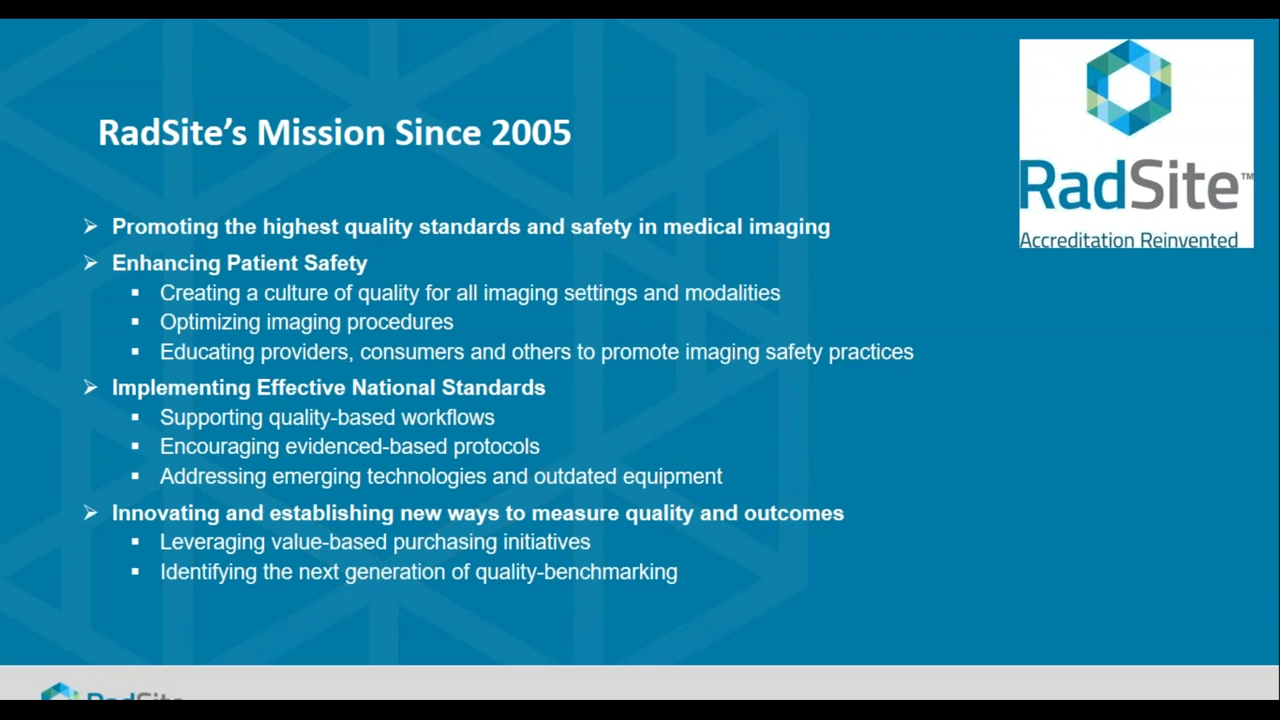 RadSite’s Mission Since 2005
RadSite™
Accreditation Reinvented
➢ Promoting the highest quality standards and safety in medical imaging
➢ Enhancing Patient Safety
▪ Creating a culture of quality for all imaging settings and modalities
▪ Optimizing imaging procedures
▪ Educating providers, consumers and others to promote imaging safety practices
➢ Implementing Effective National Standards
▪ Supporting quality-based workflows
▪ Encouraging evidenced-based protocols
▪ Addressing emerging technologies and outdated equipment
➢ Innovating and establishing new ways to measure quality and outcomes
▪ Leveraging value-based purchasing initiatives
▪ Identifying the next generation of quality-benchmarking
RadSite